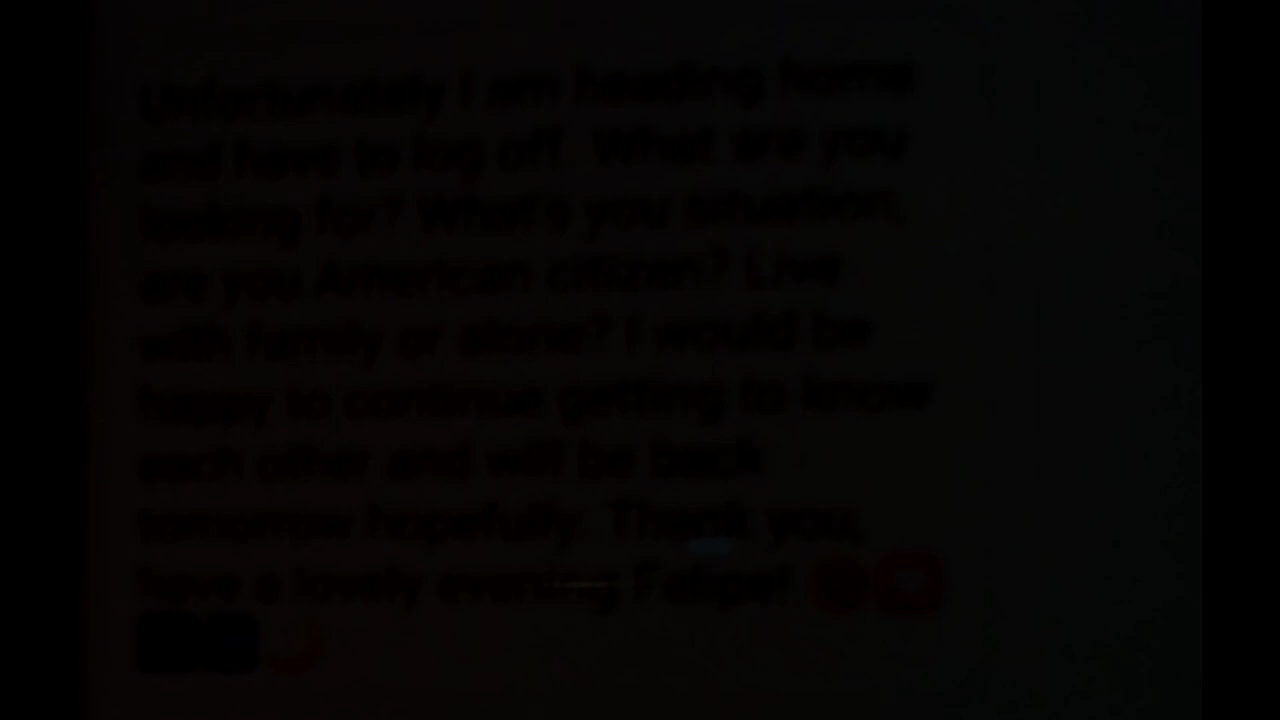 Unfortunately I am heading home
and have to log off. What are you
looking for? What's you situation,
are you American citizen? Live
with family or alone? I would be
happy to continue getting to know
each other and will be back
tomorrow hopefully. Thank you,
have a lovely evening Felipe!